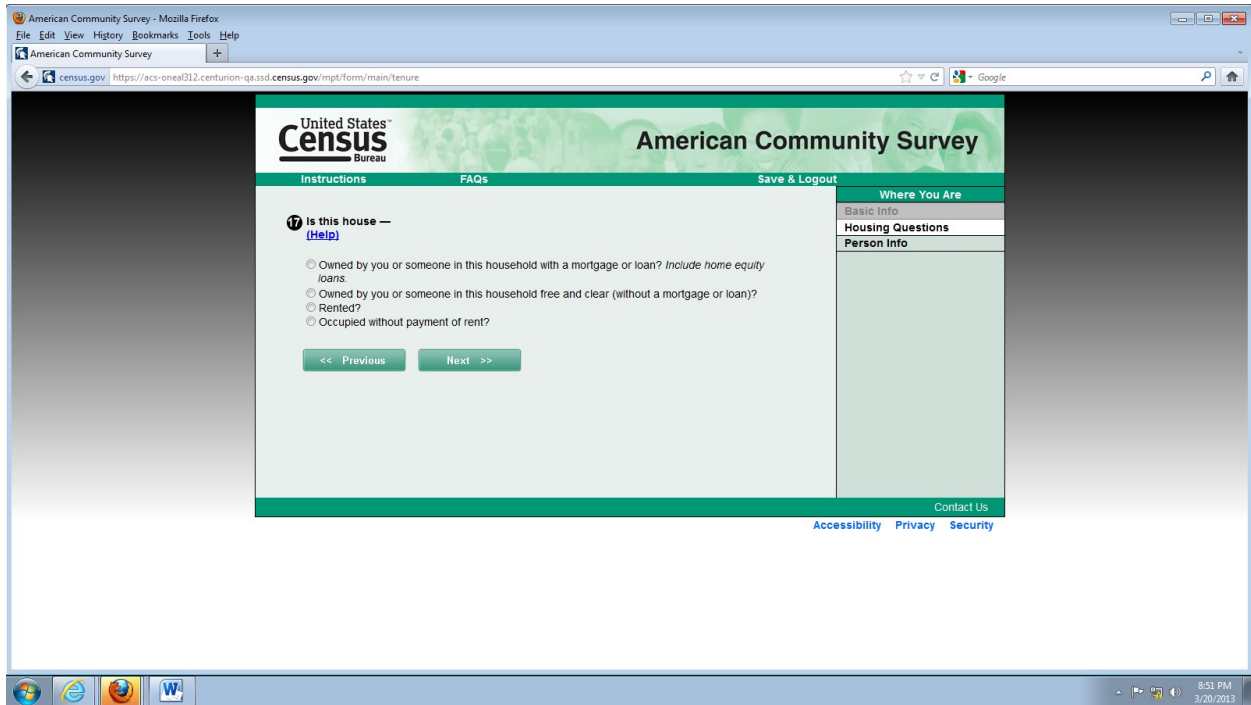 American Community Survey - Mozilla Firefox
File Edit View History Bookmarks Tools Help
American Community Survey +
census.gov https://acs-oneal312.centurion-qa.ssd.census.gov/mpt/form/main/tenure Google
United States™
Census
Bureau
American Community Survey
Instructions FAQs Save & Logout
Where You Are
Basic Info
Housing Questions
Person Info
17 Is this house —
(Help)
Owned by you or someone in this household with a mortgage or loan? Include home equity
loans.
Owned by you or someone in this household free and clear (without a mortgage or loan)?
Rented?
Occupied without payment of rent?
<< Previous Next >>
Contact Us
Accessibility Privacy Security
W
8:51 PM
3/20/2013